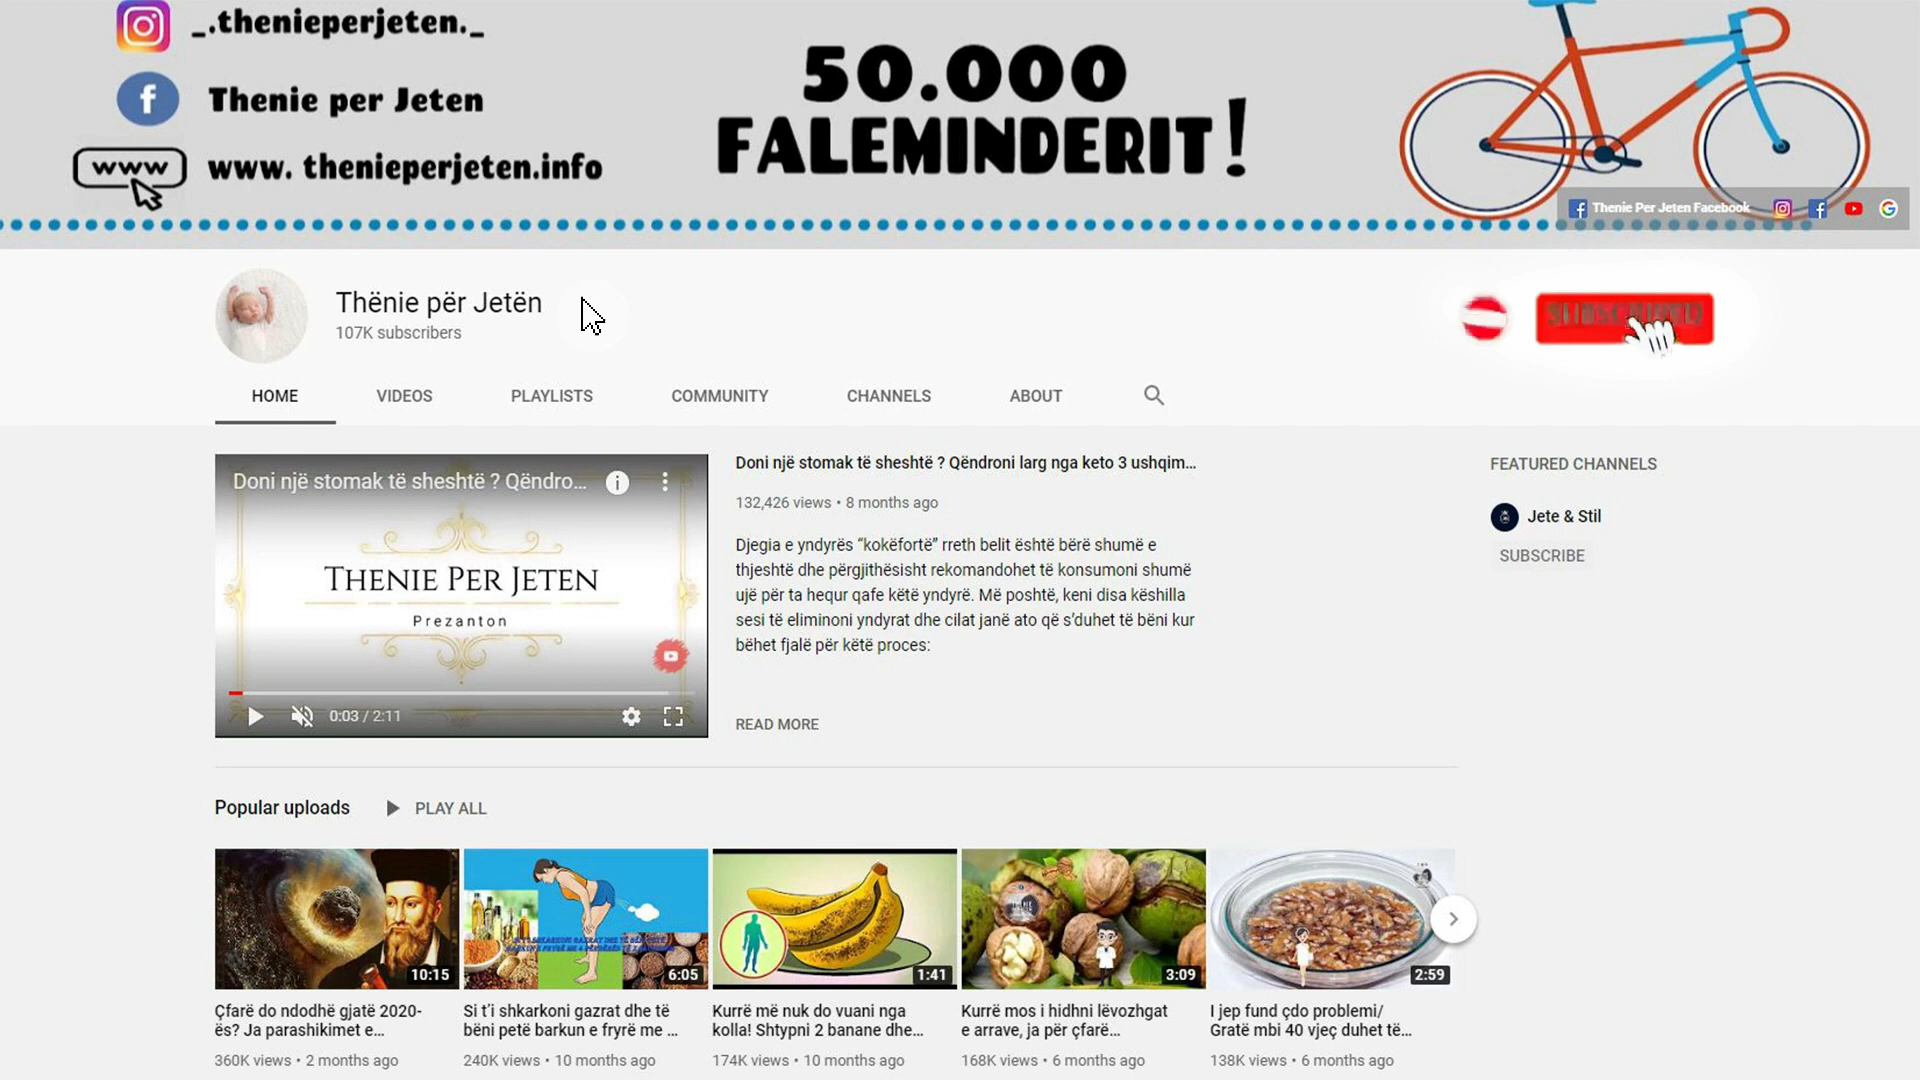 _.thenieperjeten._
Thenie per Jeten
www
www. thenieperjeten.info
50.000
FALEMINDERIT!
Thenie Per Jeten Facebook
Thënie për Jetën
107K subscribers
HOME
VIDEOS
PLAYLISTS
COMMUNITY
CHANNELS
ABOUT
Doni një stomak të sheshtë ? Qëndro...
THENIE PER JETEN
Prezanton
0:03 / 2:11
Doni një stomak të sheshtë ? Qëndroni larg nga keto 3 ushqim...
132,426 views • 8 months ago
Djegia e yndyrës “kokëfortë” rreth belit është bërë shumë e
thjeshtë dhe përgjithësisht rekomandohet të konsumoni shumë
ujë për ta hequr qafe këtë yndyrë. Më poshtë, keni disa këshilla
sesi të eliminoni yndyrat dhe cilat janë ato që s’duhet të bëni kur
bëhet fjalë për këtë proces:
READ MORE
FEATURED CHANNELS
Jete & Stil
SUBSCRIBE
Popular uploads
PLAY ALL
10:15
Çfarë do ndodhë gjatë 2020-
ës? Ja parashikimet e...
360K views • 2 months ago
6:05
Si t’i shkarkoni gazrat dhe të
bëni petë barkun e fryrë me ...
240K views • 10 months ago
1:41
Kurrë më nuk do vuani nga
kolla! Shtypni 2 banane dhe...
174K views • 10 months ago
3:09
Kurrë mos i hidhni lëvozhgat
e arrave, ja për çfarë...
168K views • 6 months ago
2:59
I jep fund çdo problemi/
Gratë mbi 40 vjeç duhet të...
138K views • 6 months ago